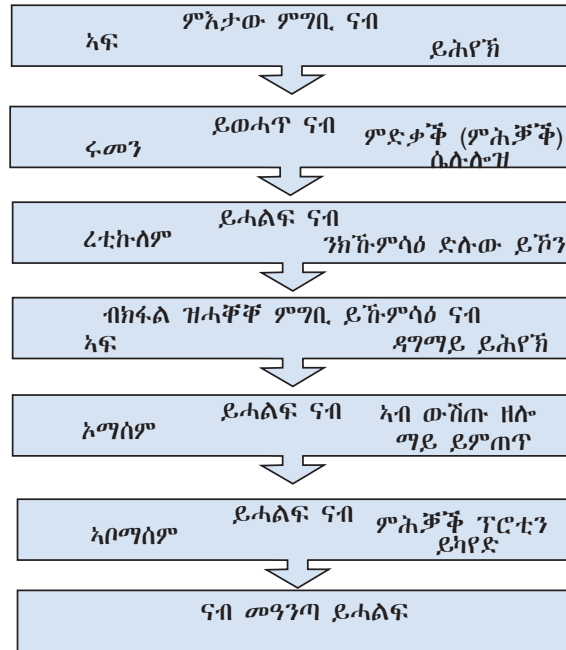 ምእታው ምግቢ ናብ
ኣፍ ይሕየኽ
ይወሓጥ ናብ
ሩመን ምድቃቕ (ምሕቓቕ)
ሴሉሎዝ
ይሓልፍ ናብ
ረቲኩለም ንክኹምሳዕ ድሉው ይኾን
ብክፋል ዝሓቐቐ ምግቢ ይኹምሳዕ ናብ
ኣፍ ዳግማይ ይሕየኽ
ይሓልፍ ናብ ኣብ ውሽጡ ዘሎ
ኦማሰም ማይ ይምጠጥ
ይሓልፍ ናብ
ኣቦማሰም ምሕቓቕ ፕሮቲን
ይካየድ
ናብ መዓንጣ ይሓልፍ